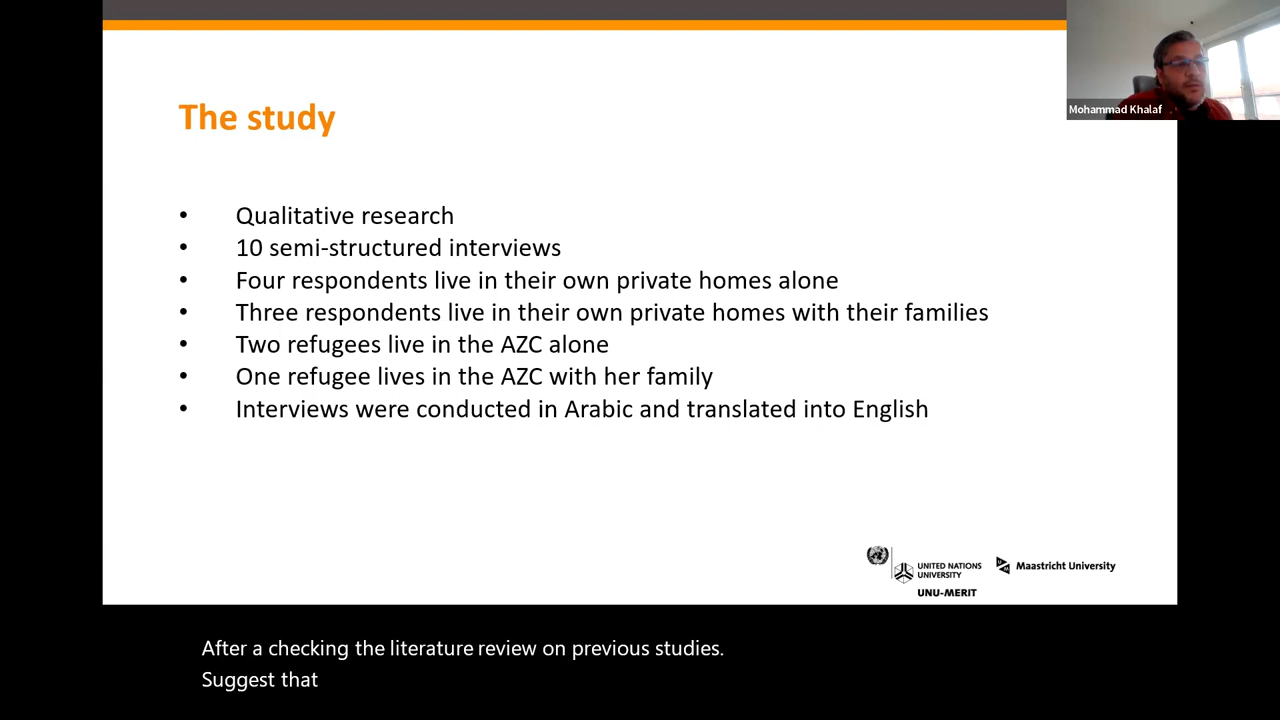 The study
Mohammad Khalaf
• Qualitative research
• 10 semi-structured interviews
• Four respondents live in their own private homes alone
• Three respondents live in their own private homes with their families
• Two refugees live in the AZC alone
• One refugee lives in the AZC with her family
• Interviews were conducted in Arabic and translated into English
UNITED NATIONS
UNIVERSITY
UNU-MERIT
Maastricht University
After a checking the literature review on previous studies.
Suggest that